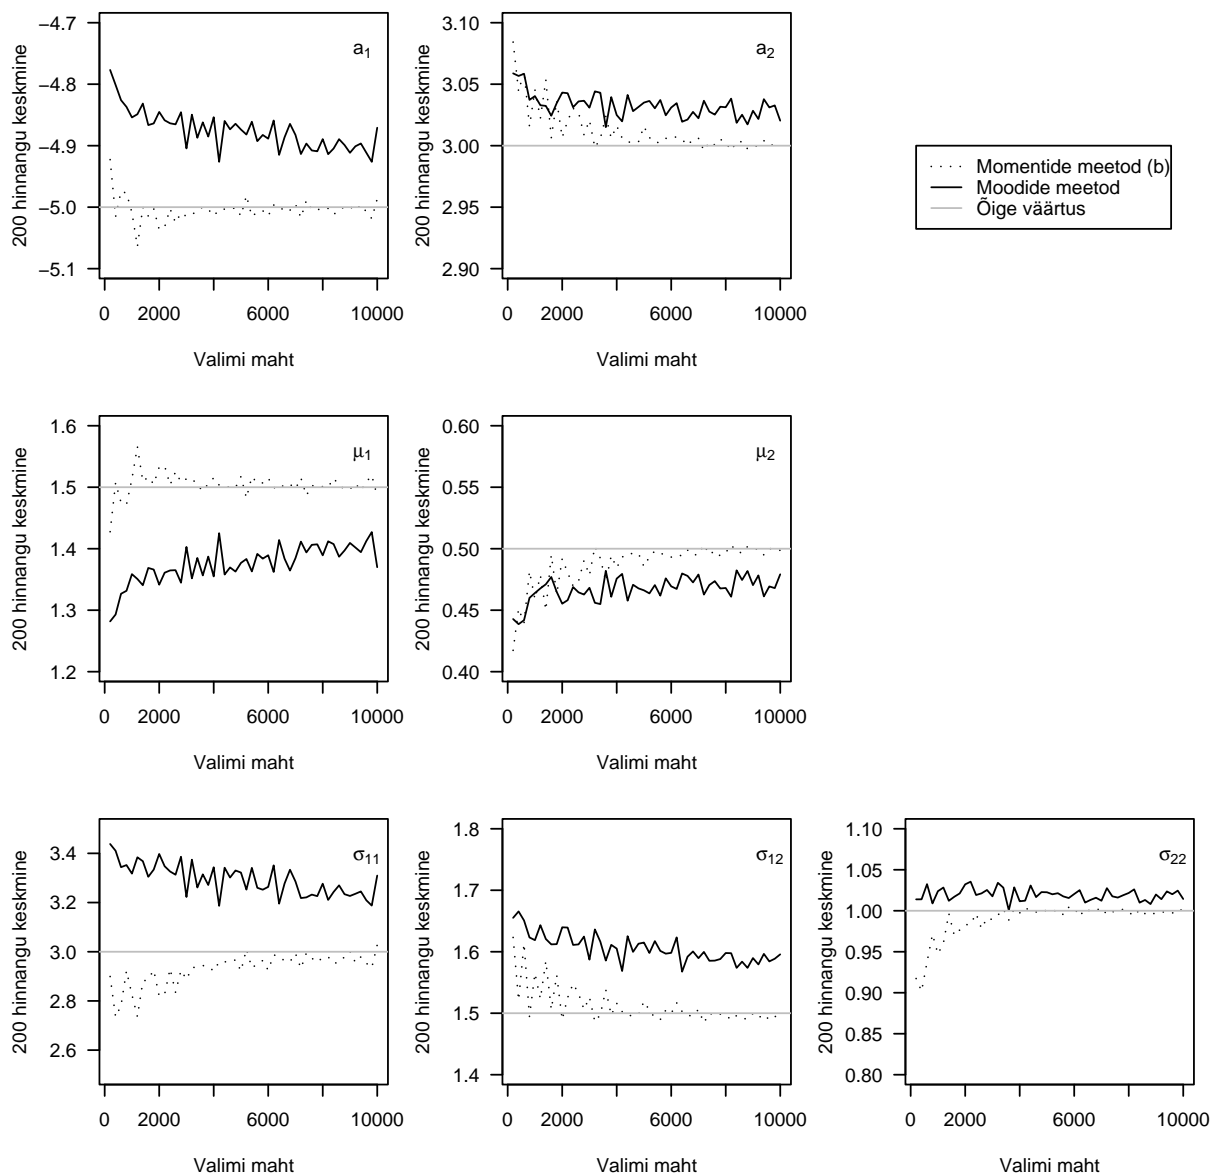 −4.7
−4.8
−4.9
−5.0
−5.1
200 hinnangu keskmine
a1
0 2000 6000 10000
Valimi maht
3.10
3.05
3.00
2.95
2.90
200 hinnangu keskmine
a2
0 2000 6000 10000
Valimi maht
Momentide meetod (b)
Moodide meetod
Õige väärtus
1.6
1.5
1.4
1.3
1.2
200 hinnangu keskmine
μ1
0 2000 6000 10000
Valimi maht
0.60
0.55
0.50
0.45
0.40
200 hinnangu keskmine
μ2
0 2000 6000 10000
Valimi maht
3.4
3.2
3.0
2.8
2.6
200 hinnangu keskmine
σ11
0 2000 6000 10000
Valimi maht
1.8
1.7
1.6
1.5
1.4
200 hinnangu keskmine
σ12
0 2000 6000 10000
Valimi maht
1.10
1.05
1.00
0.95
0.90
0.85
0.80
200 hinnangu keskmine
σ22
0 2000 6000 10000
Valimi maht